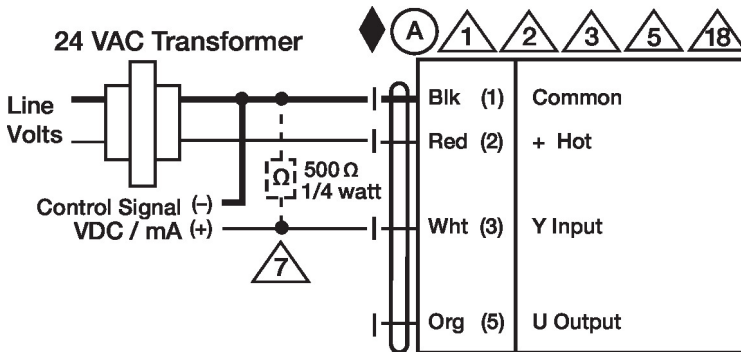 24 VAC Transformer
A 1 2 3 5 18
Line
Volts
Blk (1) Common
Red (2) + Hot
Ω 500 Ω
1/4 watt
Control Signal (–)
VDC / mA (+)
Wht (3) Y Input
7
Org (5) U Output